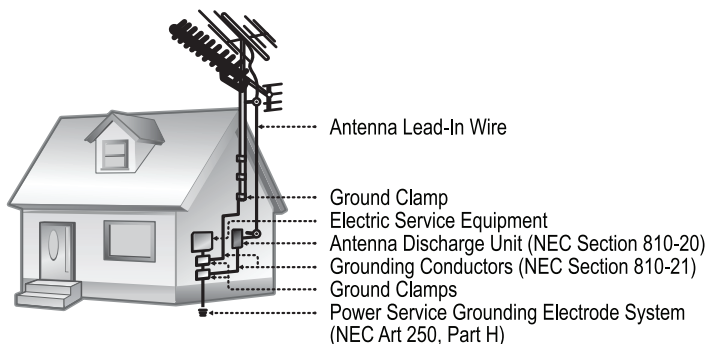 Antenna Lead-In Wire
Ground Clamp
Electric Service Equipment
Antenna Discharge Unit (NEC Section 810-20)
Grounding Conductors (NEC Section 810-21)
Ground Clamps
Power Service Grounding Electrode System
(NEC Art 250, Part H)